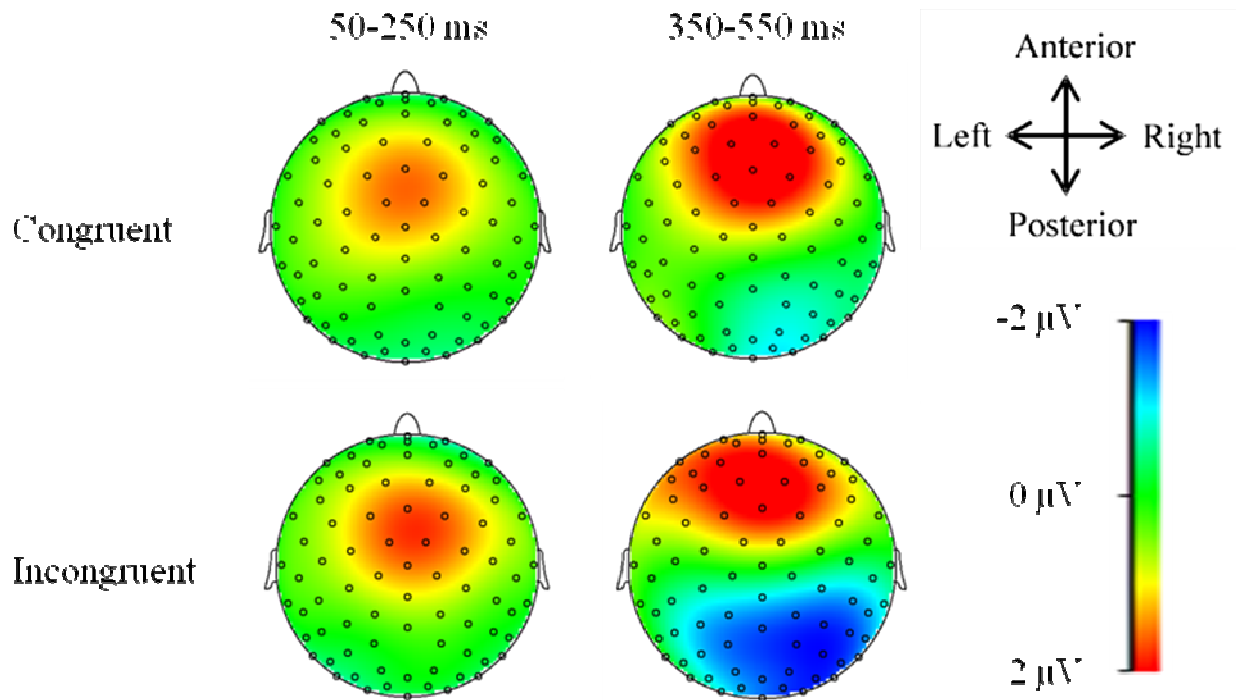 50-250 ms
350-550 ms
Anterior
Left
Right
Posterior
Congruent
-2 µV
0 µV
2 µV
Incongruent